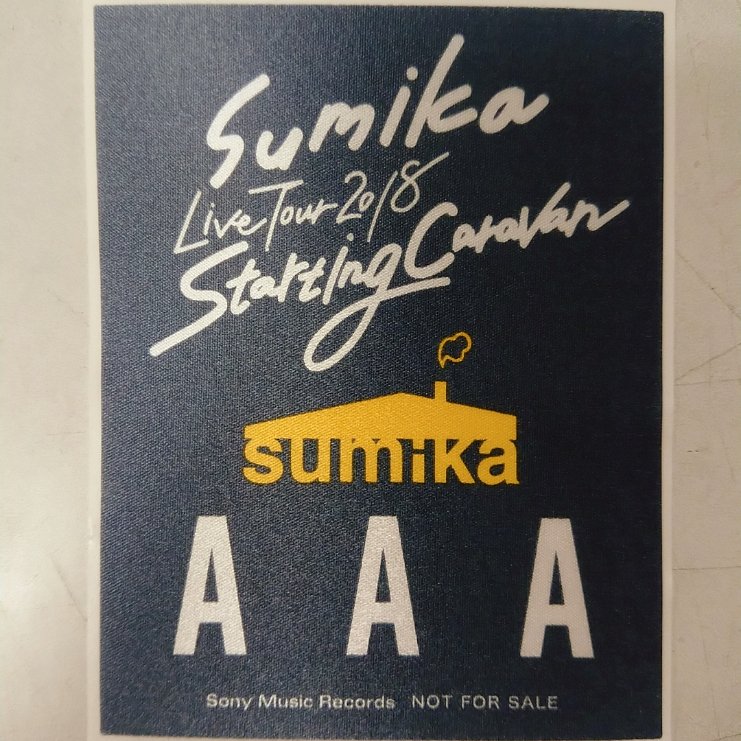 Sumika
Live Tour 2018
Starting Caravan
sumika
A A A
Sony Music Records NOT FOR SALE